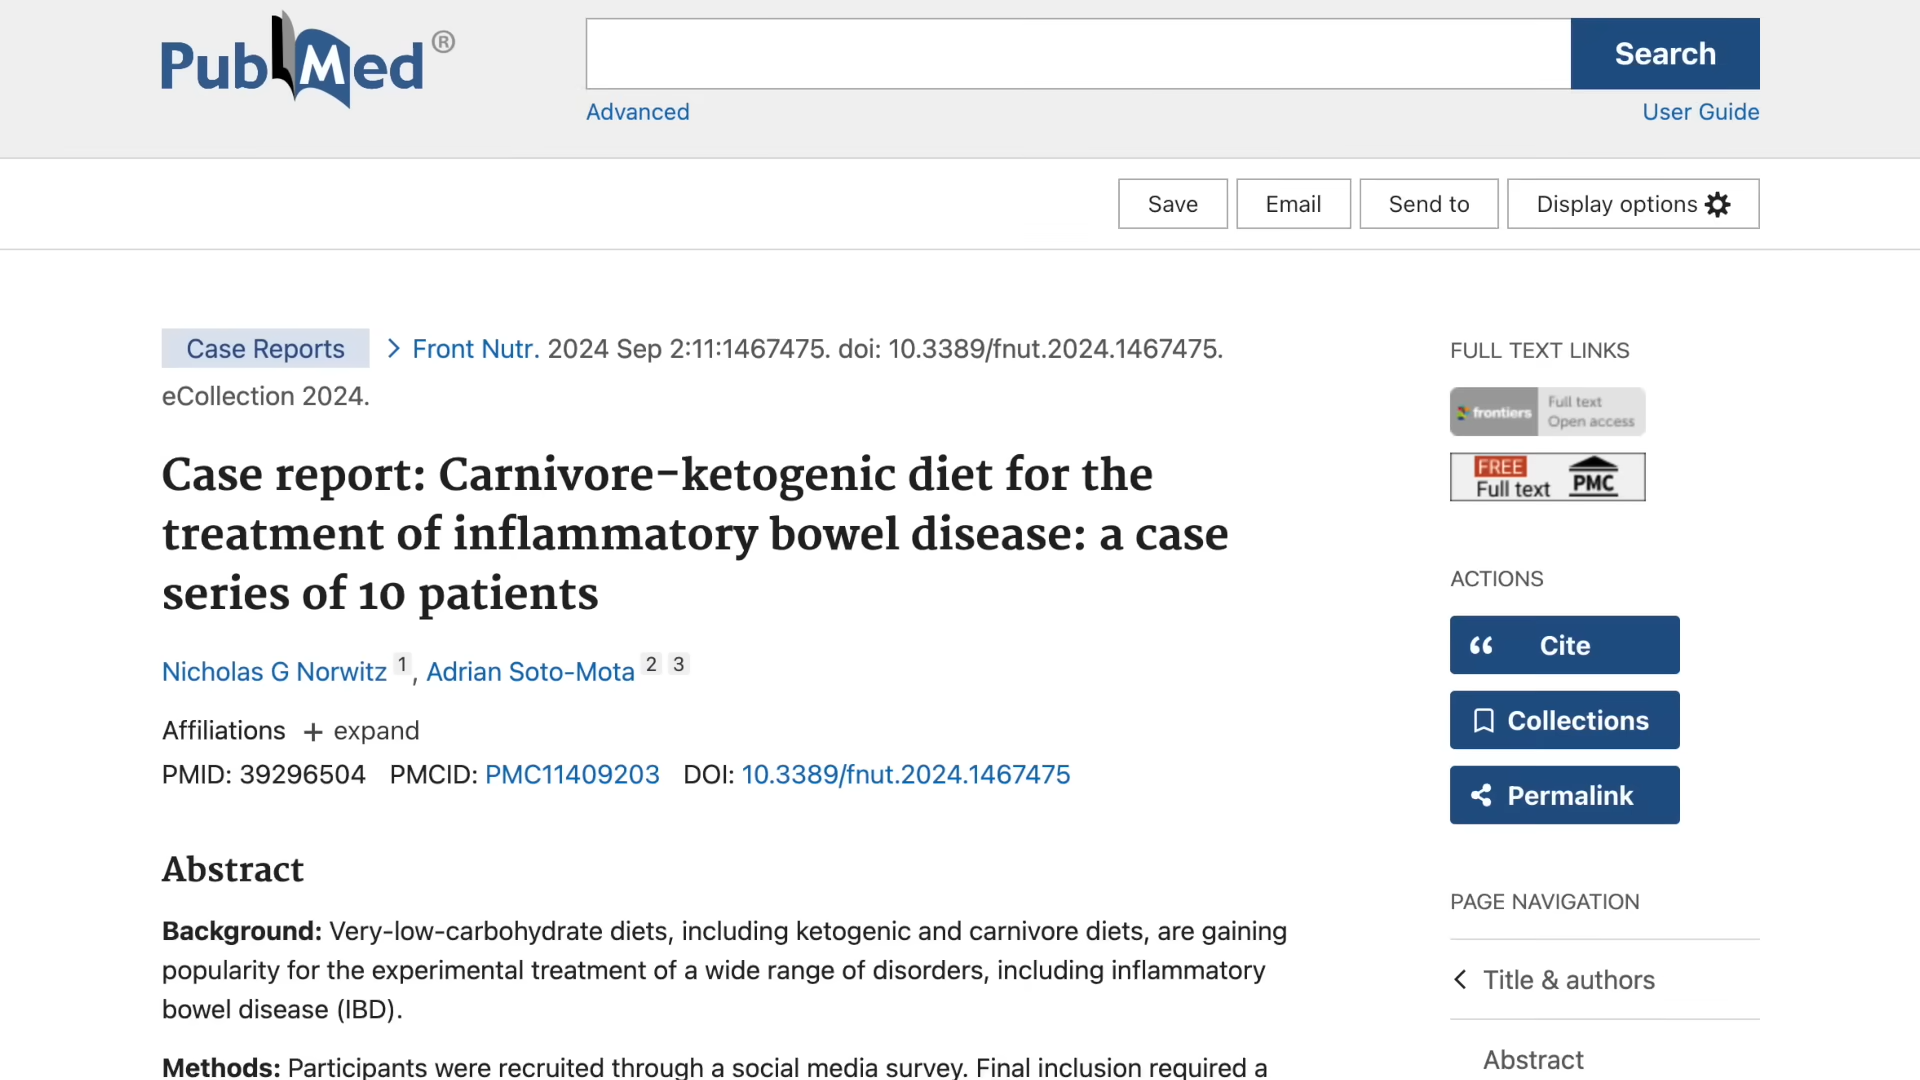 PubMed®
Search
Advanced
User Guide
Save
Email
Send to
Display options
Case Reports
Front Nutr. 2024 Sep 2:11:1467475. doi: 10.3389/fnut.2024.1467475.
eCollection 2024.
Case report: Carnivore-ketogenic diet for the
treatment of inflammatory bowel disease: a case
series of 10 patients
Nicholas G Norwitz 1, Adrian Soto-Mota 2 3
Affiliations + expand
PMID: 39296504 PMCID: PMC11409203 DOI: 10.3389/fnut.2024.1467475
Abstract
Background: Very-low-carbohydrate diets, including ketogenic and carnivore diets, are gaining
popularity for the experimental treatment of a wide range of disorders, including inflammatory
bowel disease (IBD).
Methods: Participants were recruited through a social media survey. Final inclusion required a
FULL TEXT LINKS
frontiers
Full text
Open access
FREE
Full text
PMC
ACTIONS
Cite
Collections
Permalink
PAGE NAVIGATION
Title & authors
Abstract